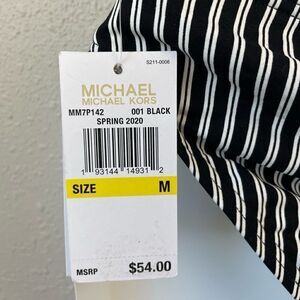 S211-0006
MICHAEL
MICHAEL KORS
MM7P142 001 BLACK
SPRING 2020
1 93144 14931 2
SIZE M
MSRP $54.00